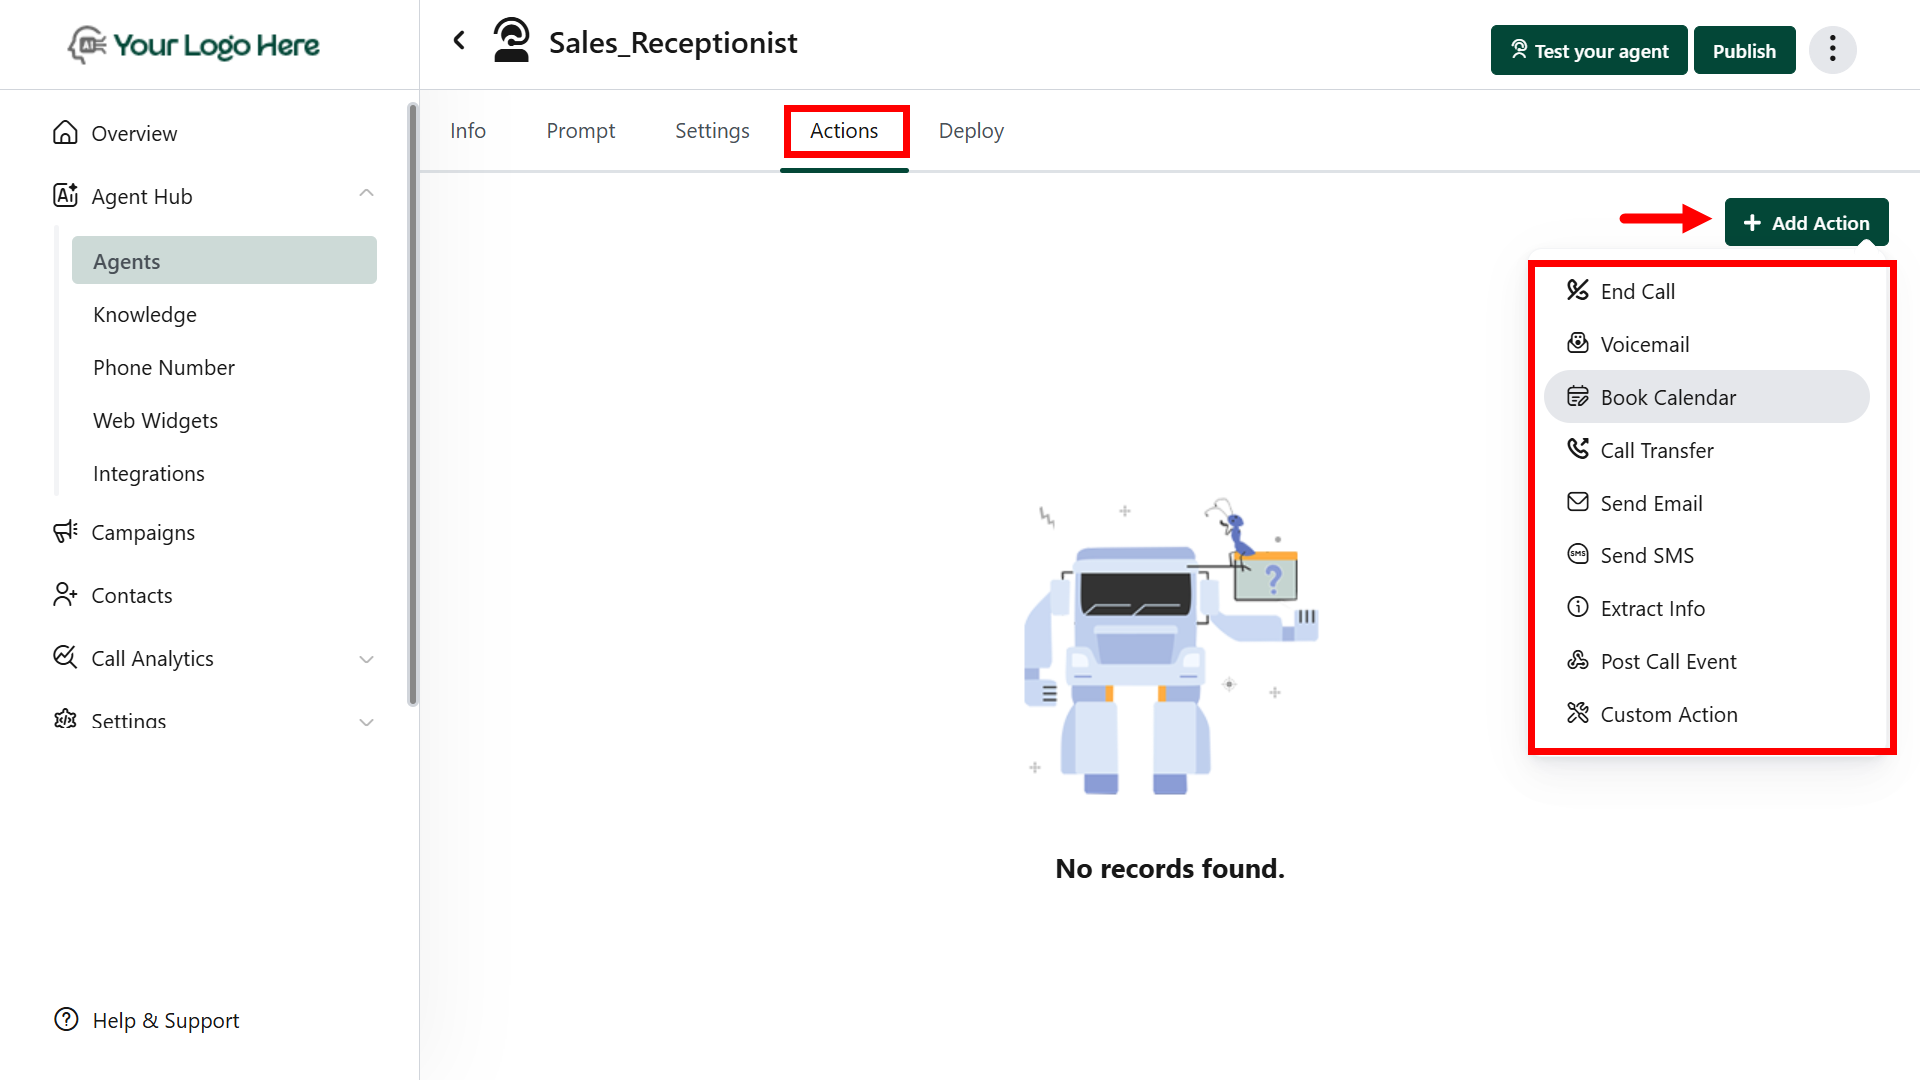 Your Logo Here
Sales_Receptionist
Test your agent
Publish
Overview
Agent Hub
Agents
Knowledge
Phone Number
Web Widgets
Integrations
Campaigns
Contacts
Call Analytics
Settings
Help & Support
Info
Prompt
Settings
Actions
Deploy
+ Add Action
End Call
Voicemail
Book Calendar
Call Transfer
Send Email
SMS
Send SMS
Extract Info
Post Call Event
Custom Action
?
No records found.